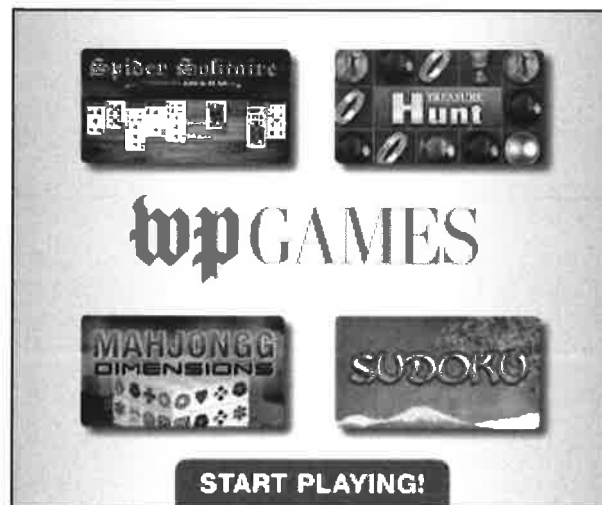 Spider Solitaire
TREASURE
Hunt
wp GAMES
MAHJONGG
DIMENSIONS
SUDOKU
START PLAYING!